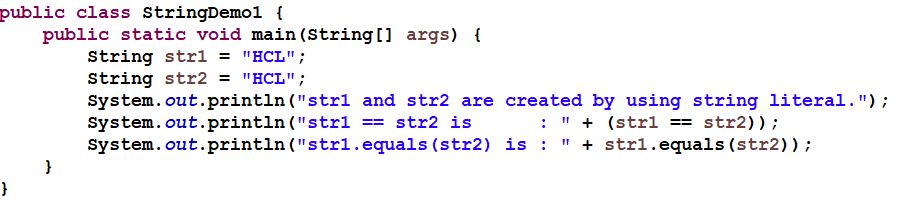 public class StringDemo1 {
    public static void main(String[] args) {
        String str1 = "HCL";
        String str2 = "HCL";
        System.out.println("str1 and str2 are created by using string literal.");
        System.out.println("str1 == str2 is      : " + (str1 == str2));
        System.out.println("str1.equals(str2) is : " + str1.equals(str2));
    }
}